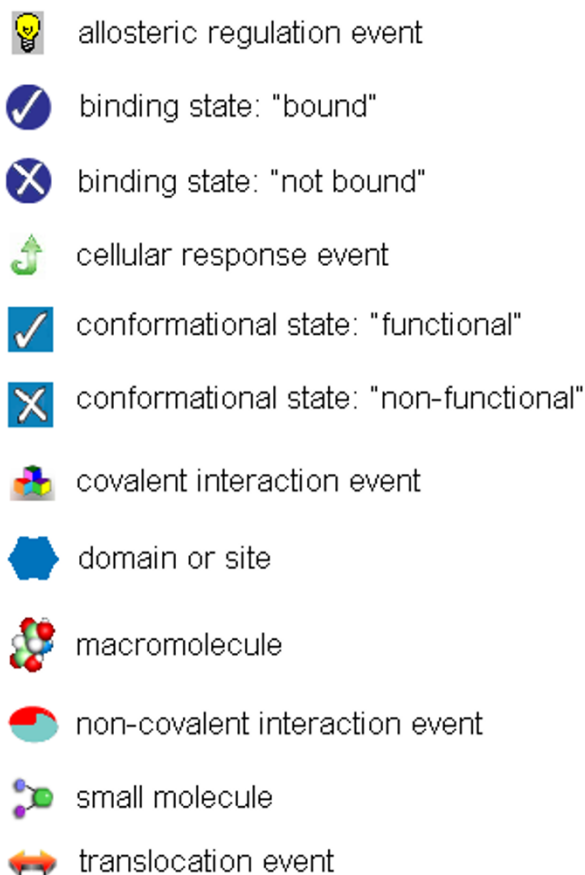 allosteric regulation event
binding state: "bound"
binding state: "not bound"
cellular response event
conformational state: "functional"
conformational state: "non-functional"
covalent interaction event
domain or site
macromolecule
non-covalent interaction event
small molecule
translocation event